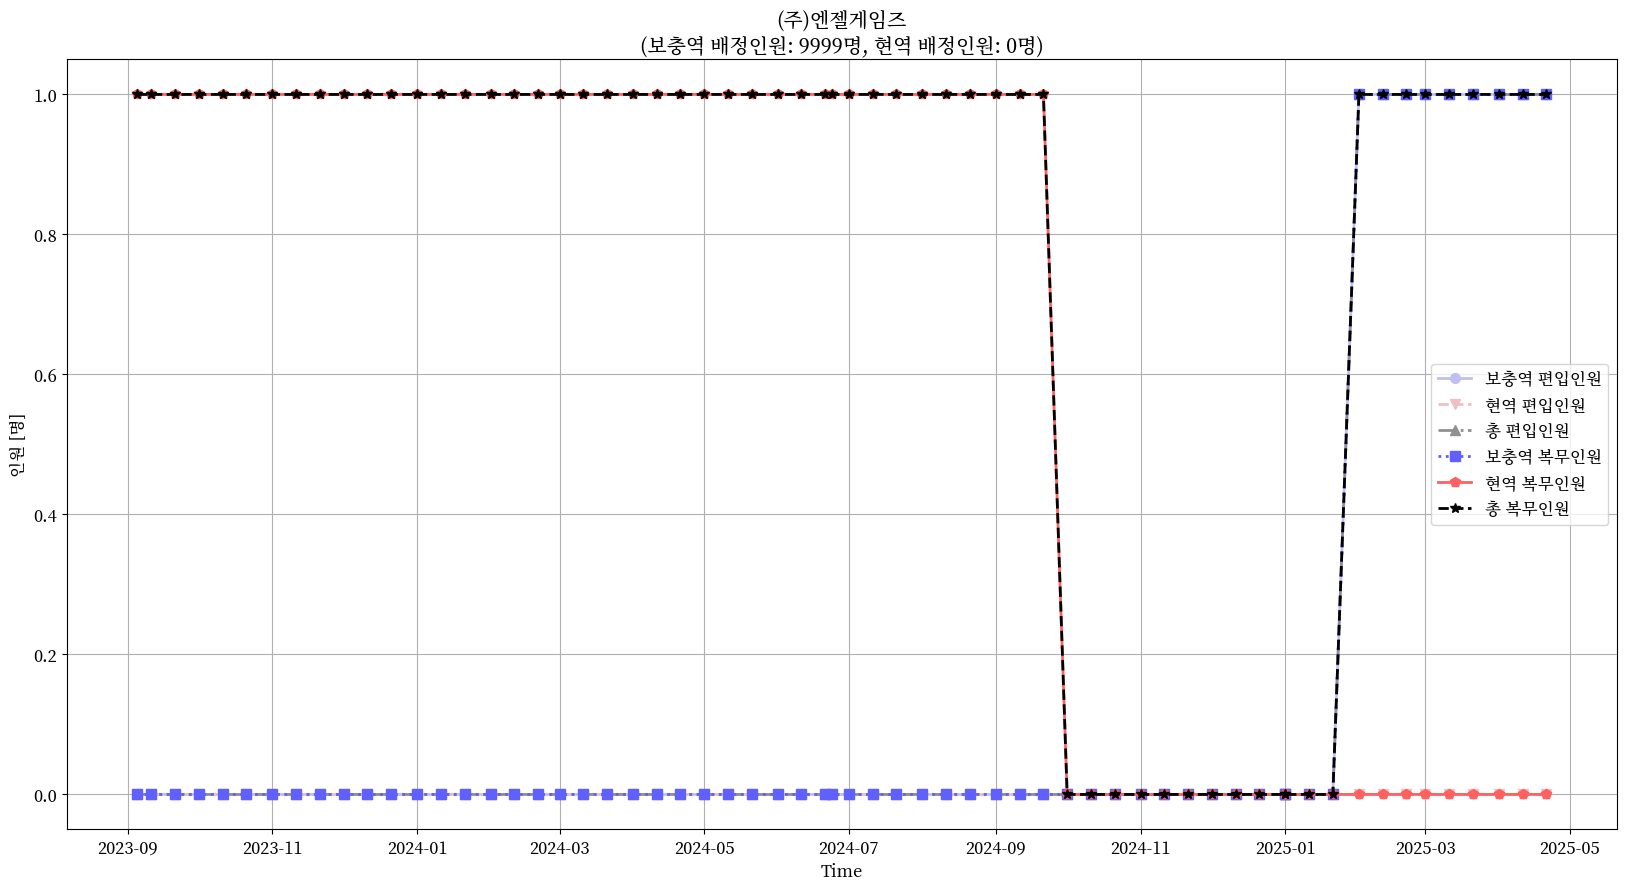 (주)엔젤게임즈
(보충역 배정인원: 9999명, 현역 배정인원: 0명)
1.0
0.8
0.6
0.4
0.2
0.0
인원 [명]
보충역 편입인원
현역 편입인원
총 편입인원
보충역 복무인원
현역 복무인원
총 복무인원
2023-09 2023-11 2024-01 2024-03 2024-05 2024-07 2024-09 2024-11 2025-01 2025-03 2025-05
Time